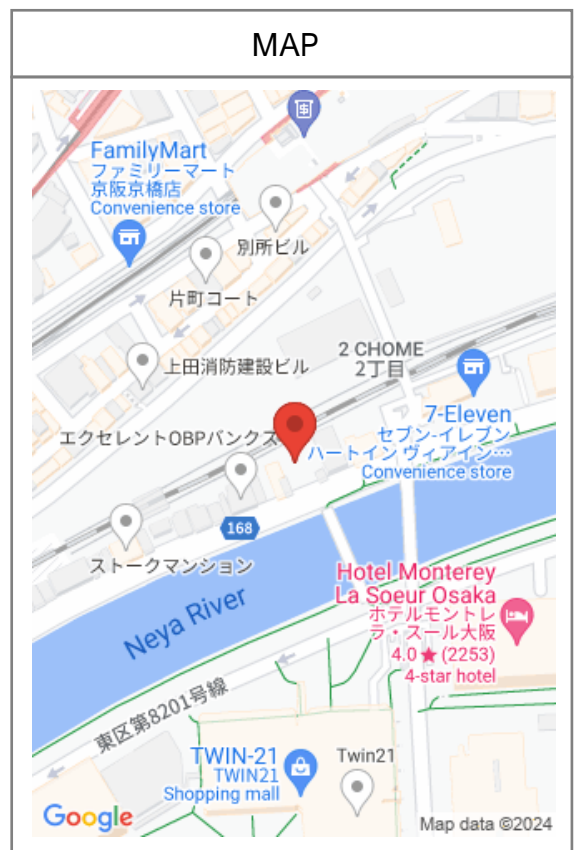 MAP
FamilyMart
ファミリーマート
京阪京橋店
Convenience store
別所ビル
片町コート
上田消防建設ビル
2 CHOME
2丁目
7-Eleven
セブン-イレブン
ハートイン ヴィアイン…
Convenience store
エクセレントOBPバンクス
168
ストークマンション
Neya River
Hotel Monterey
La Soeur Osaka
ホテルモントレ
ラ・スール大阪
4.0★(2253)
4-star hotel
東区第8201号線
TWIN-21
TWIN21
Shopping mall
Twin21
Google
Map data ©2024